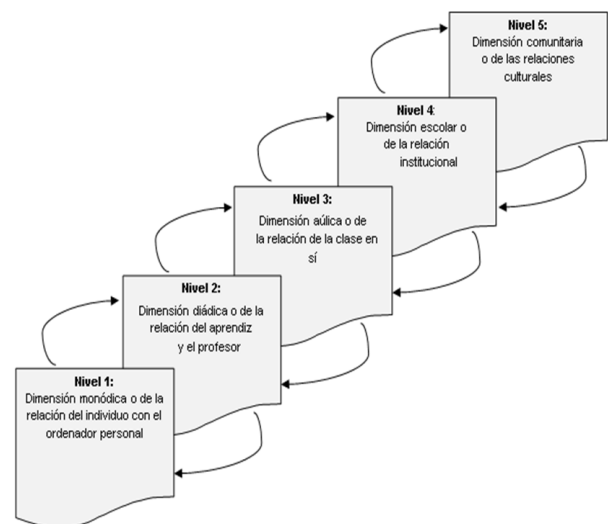 Nivel 5:
Dimensión comunitaria
o de las relaciones
culturales
Nivel 4:
Dimensión escolar o
de la relación
institucional
Nivel 3:
Dimensión aúlica o de
la relación de la clase en
sí
Nivel 2:
Dimensión diádica o de la
relación del aprendiz
y el profesor
Nivel 1:
Dimensión monódica o de la
relación del individuo con el
ordenador personal